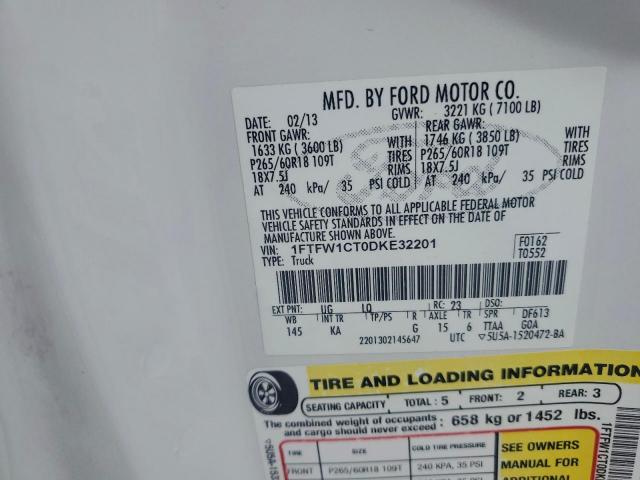 MFD. BY FORD MOTOR CO.
DATE: 02/13 GVWR: 3221 KG ( 7100 LB)
FRONT GAWR: REAR GAWR:
1633 KG ( 3600 LB) WITH 1746 KG ( 3850 LB) WITH
P265/60R18 109T TIRES P265/60R18 109T TIRES
18X7.5J RIMS 18X7.5J RIMS
AT 240 kPa/ 35 PSI COLD AT 240 kPa/ 35 PSI COLD
THIS VEHICLE CONFORMS TO ALL APPLICABLE FEDERAL MOTOR
VEHICLE SAFETY STANDARDS IN EFFECT ON THE DATE OF
MANUFACTURE SHOWN ABOVE.
VIN: 1FTFW1CT0DKE32201 F0162
TYPE: Truck T0552
EXT PNT: UG LQ RC: 23 DSO:
WB INT TR TP/PS R AXLE TR SPR DF613
145 KA G 15 6 TTAA GOA
2201302145647 UTC ▽5U5A-1520472-BA
TIRE AND LOADING INFORMATION
SEATING CAPACITY TOTAL : 5 FRONT: 2 REAR: 3
The combined weight of occupants and cargo should never exceed : 658 kg or 1452 lbs.
TIRE SIZE COLD TIRE PRESSURE SEE OWNERS
FRONT P265/60R18 109T 240 KPA, 35 PSI MANUAL FOR
ADDITIONAL